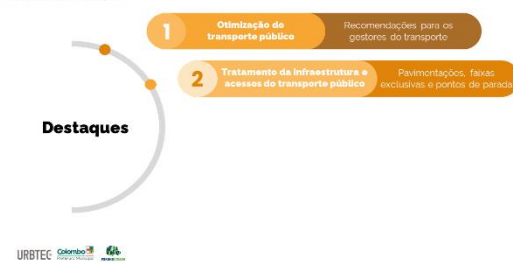 1
Otimização do
transporte público
Recomendações para os
gestores do transporte
2
Tratamento da infraestrutura e
acessos do transporte público
Pavimentações, faixas
exclusivas e pontos de parada
Destaques
URBTEC
Colombo